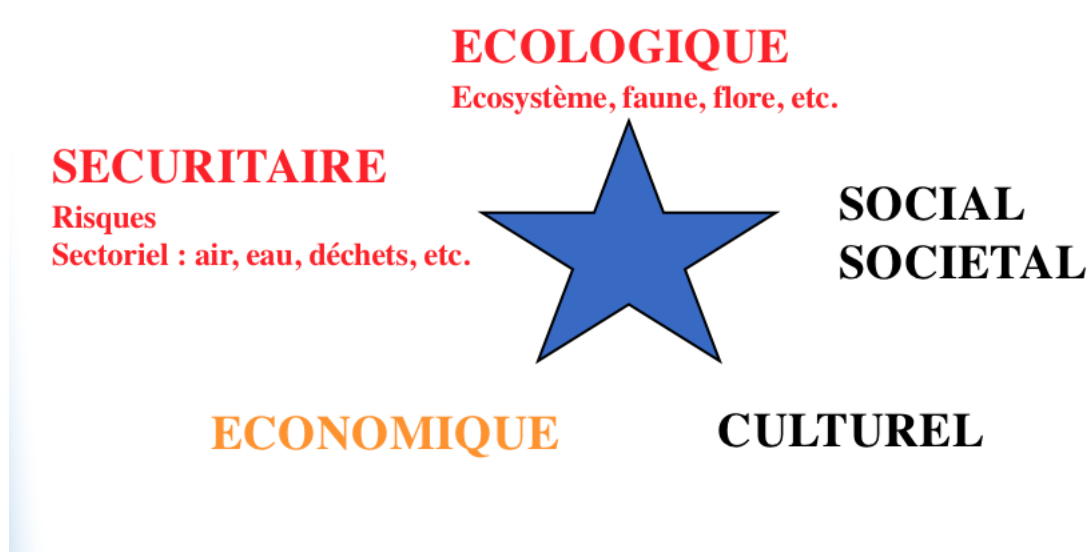 ECOLOGIQUE
Ecosystème, faune, flore, etc.
SECURITAIRE
Risques
Sectoriel : air, eau, déchets, etc.
SOCIAL
SOCIETAL
ECONOMIQUE
CULTUREL